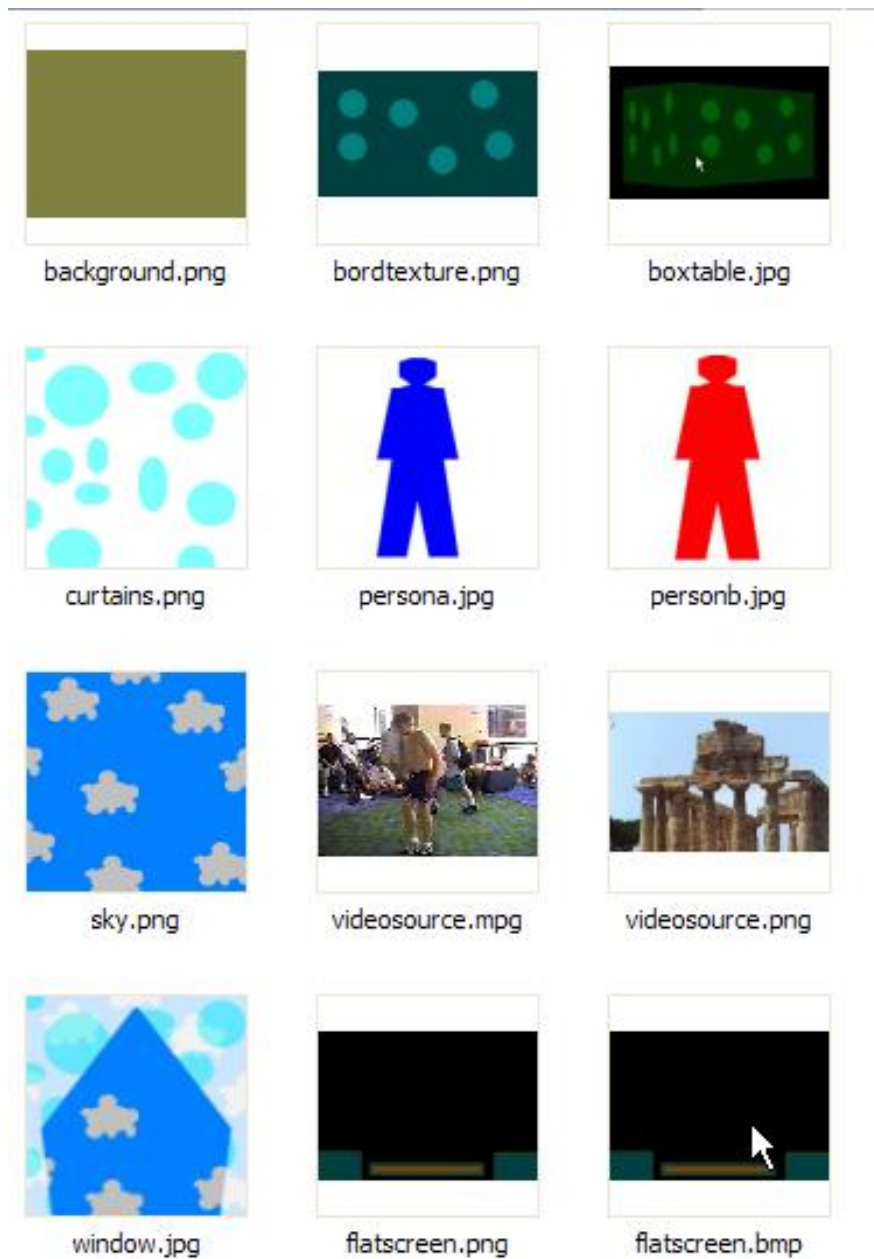 background.png
bordtexture.png
boxtable.jpg
curtains.png
persona.jpg
personb.jpg
sky.png
videosource.mpg
videosource.png
window.jpg
flatscreen.png
flatscreen.bmp